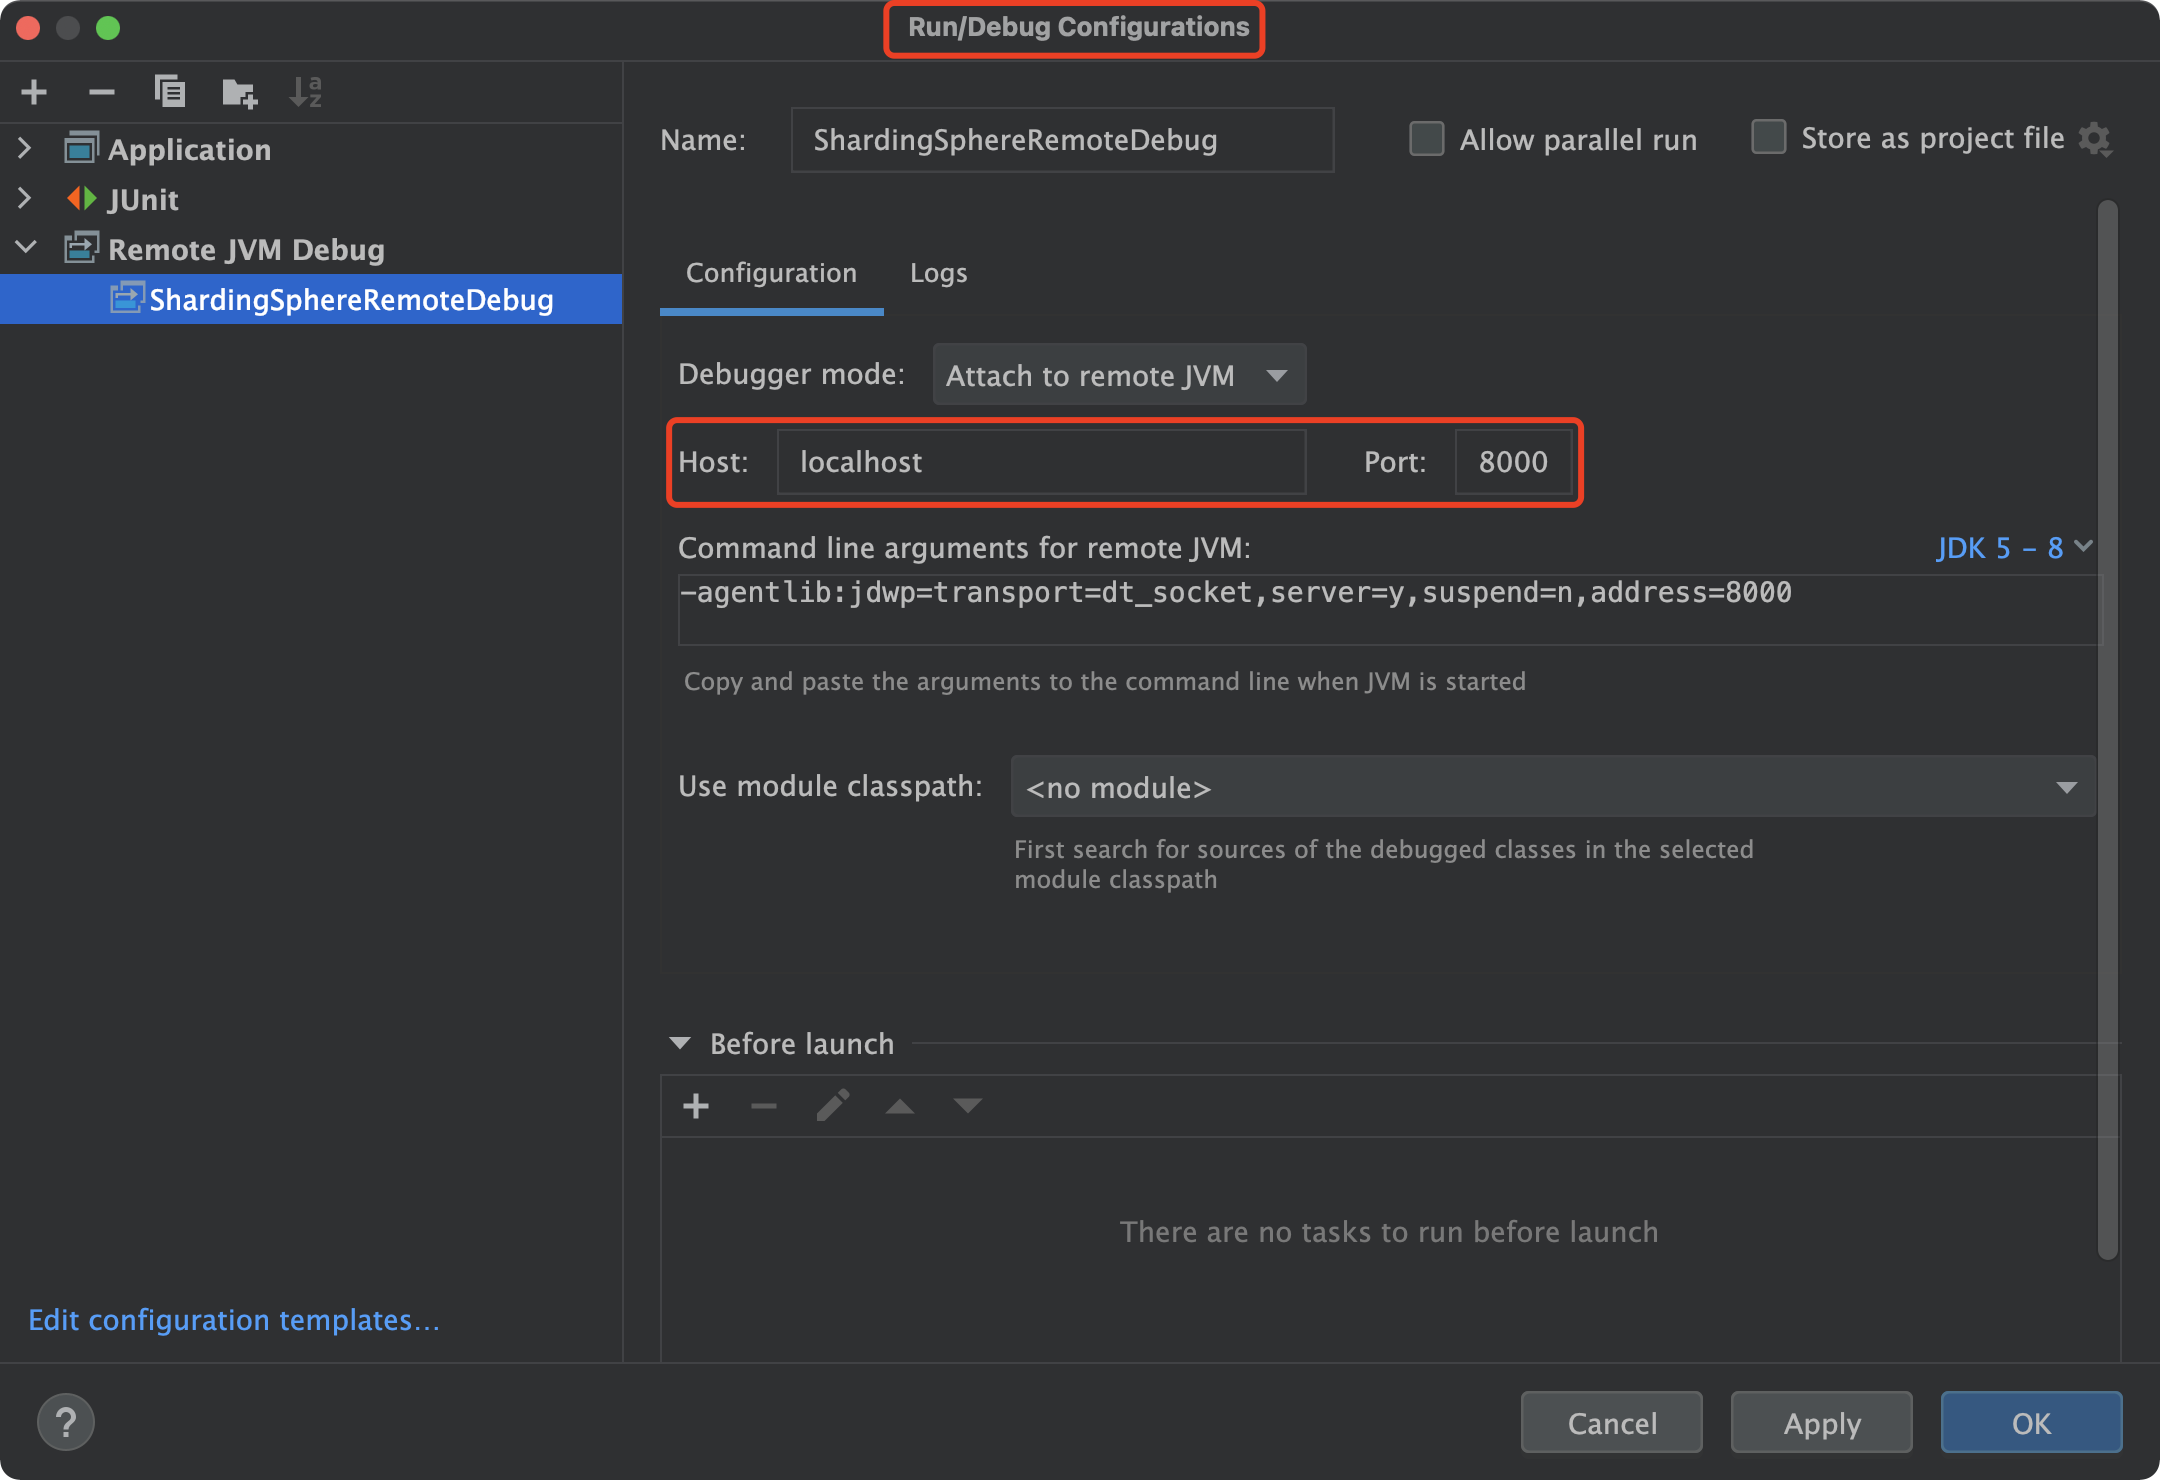 Run/Debug Configurations
Application
JUnit
Remote JVM Debug
ShardingSphereRemoteDebug
Edit configuration templates...
Name: ShardingSphereRemoteDebug Allow parallel run Store as project file
Configuration Logs
Debugger mode: Attach to remote JVM
Host: localhost Port: 8000
Command line arguments for remote JVM: JDK 5 – 8
-agentlib:jdwp=transport=dt_socket,server=y,suspend=n,address=8000
Copy and paste the arguments to the command line when JVM is started
Use module classpath: <no module>
First search for sources of the debugged classes in the selected
module classpath
Before launch
There are no tasks to run before launch
? Cancel Apply OK